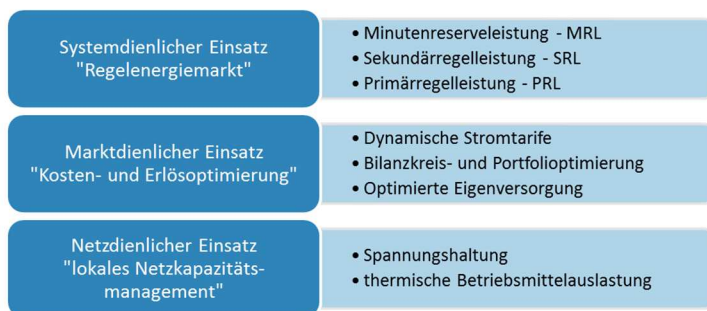 Systemdienlicher Einsatz
"Regelenergiemarkt"
• Minutenreserveleistung - MRL
• Sekundärregelleistung - SRL
• Primärregelleistung - PRL
Marktdienlicher Einsatz
"Kosten- und Erlösoptimierung"
• Dynamische Stromtarife
• Bilanzkreis- und Portfolioptimierung
• Optimierte Eigenversorgung
Netzdienlicher Einsatz
"lokales Netzkapazitäts-
management"
• Spannungshaltung
• thermische Betriebsmittelauslastung